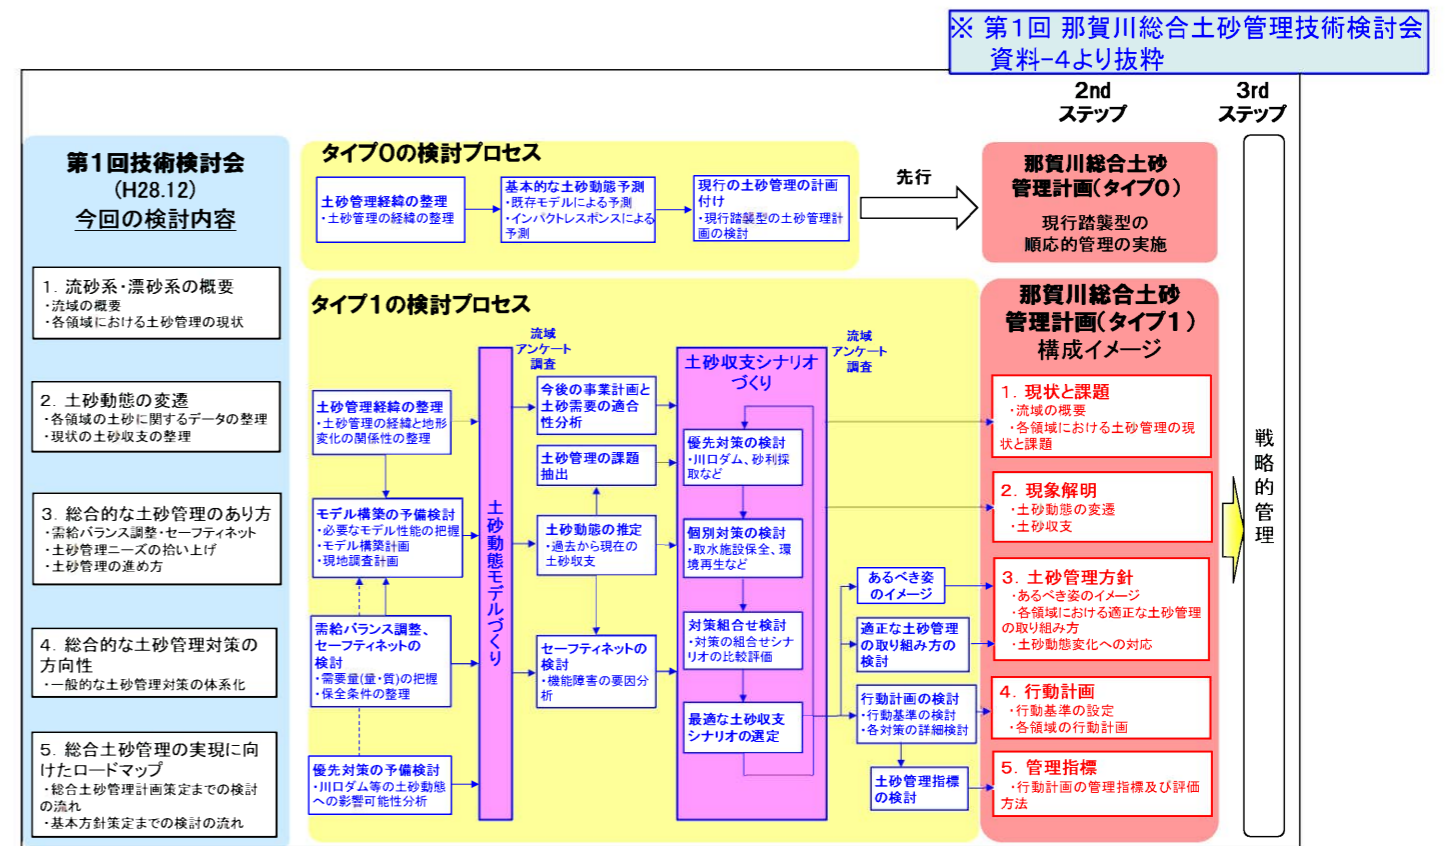 ※ 第1回 那賀川総合土砂管理技術検討会
資料-4より抜粋
2nd
ステップ
3rd
ステップ
第1回技術検討会
(H28.12)
今回の検討内容
1. 流砂系・漂砂系の概要
・流域の概要
・各領域における土砂管理の現状
2. 土砂動態の変遷
・各領域の土砂に関するデータの整理
・現状の土砂収支の整理
3. 総合的な土砂管理のあり方
・需給バランス調整・セーフティネット
・土砂管理ニーズの拾い上げ
・土砂管理の進め方
4. 総合的な土砂管理対策の
方向性
・一般的な土砂管理対策の体系化
5. 総合土砂管理の実現に向
けたロードマップ
・総合土砂管理計画策定までの検討
の流れ
・基本方針策定までの検討の流れ
タイプ0の検討プロセス
土砂管理経緯の整理
・土砂管理の経緯の整理
基本的な土砂動態予測
・既存モデルによる予測
・インパクトレスポンスによる
予測
現行の土砂管理の計画
付け
・現行踏襲型の土砂管理計
画の検討
先行
那賀川総合土砂
管理計画(タイプ0)
現行踏襲型の
順応的管理の実施
タイプ1の検討プロセス
土砂管理経緯の整理
・土砂管理の経緯と地形
変化の関係性の整理
モデル構築の予備検討
・必要なモデル性能の把握
・モデル構築計画
・現地調査計画
需給バランス調整、
セーフティネットの
検討
・需要量(量・質)の把握
・保全条件の整理
優先対策の予備検討
・川口ダム等の土砂動態
への影響可能性分析
土砂動態モデルづくり
流域
アンケート
調査
今後の事業計画と
土砂需要の適合
性分析
土砂管理の課題
抽出
土砂動態の推定
・過去から現在の
土砂収支
セーフティネットの
検討
・機能障害の要因分
析
土砂収支シナリオ
づくり
優先対策の検討
・川口ダム、砂利採
取など
個別対策の検討
・取水施設保全、環
境再生など
対策組合せ検討
・対策の組合せシナ
リオの比較評価
最適な土砂収支
シナリオの選定
流域
アンケート
調査
あるべき姿
のイメージ
適正な土砂管理
の取り組み方の
検討
行動計画の検討
・行動基準の検討
・各対策の詳細検討
土砂管理指標
の検討
那賀川総合土砂
管理計画(タイプ1)
構成イメージ
1. 現状と課題
・流域の概要
・各領域における土砂管理の現
状と課題
2. 現象解明
・土砂動態の変遷
・土砂収支
3. 土砂管理方針
・あるべき姿のイメージ
・各領域における適正な土砂管理
の取り組み方
・土砂動態変化への対応
4. 行動計画
・行動基準の設定
・各領域の行動計画
5. 管理指標
・行動計画の管理指標及び評価
方法
戦略的管理